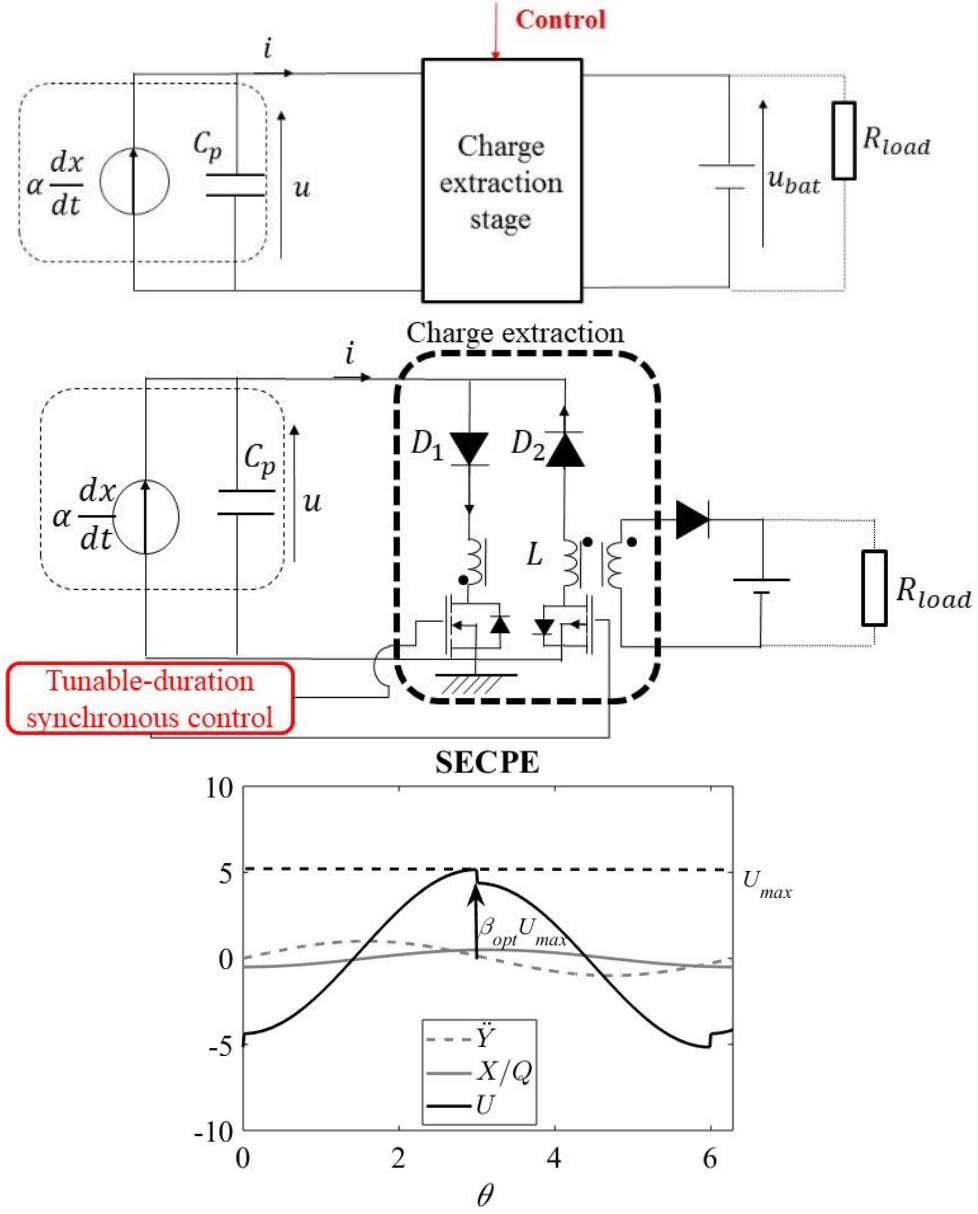 Control
i
C_p
α dx/dt
u
Charge
extraction
stage
u_bat
R_load
Charge extraction
i
D_1
D_2
C_p
α dx/dt
u
L
R_load
Tunable-duration
synchronous control
SECPE
10
5
0
-5
-10
U_max
β_opt U_max
Ÿ
X/Q
U
0
2
4
6
θ